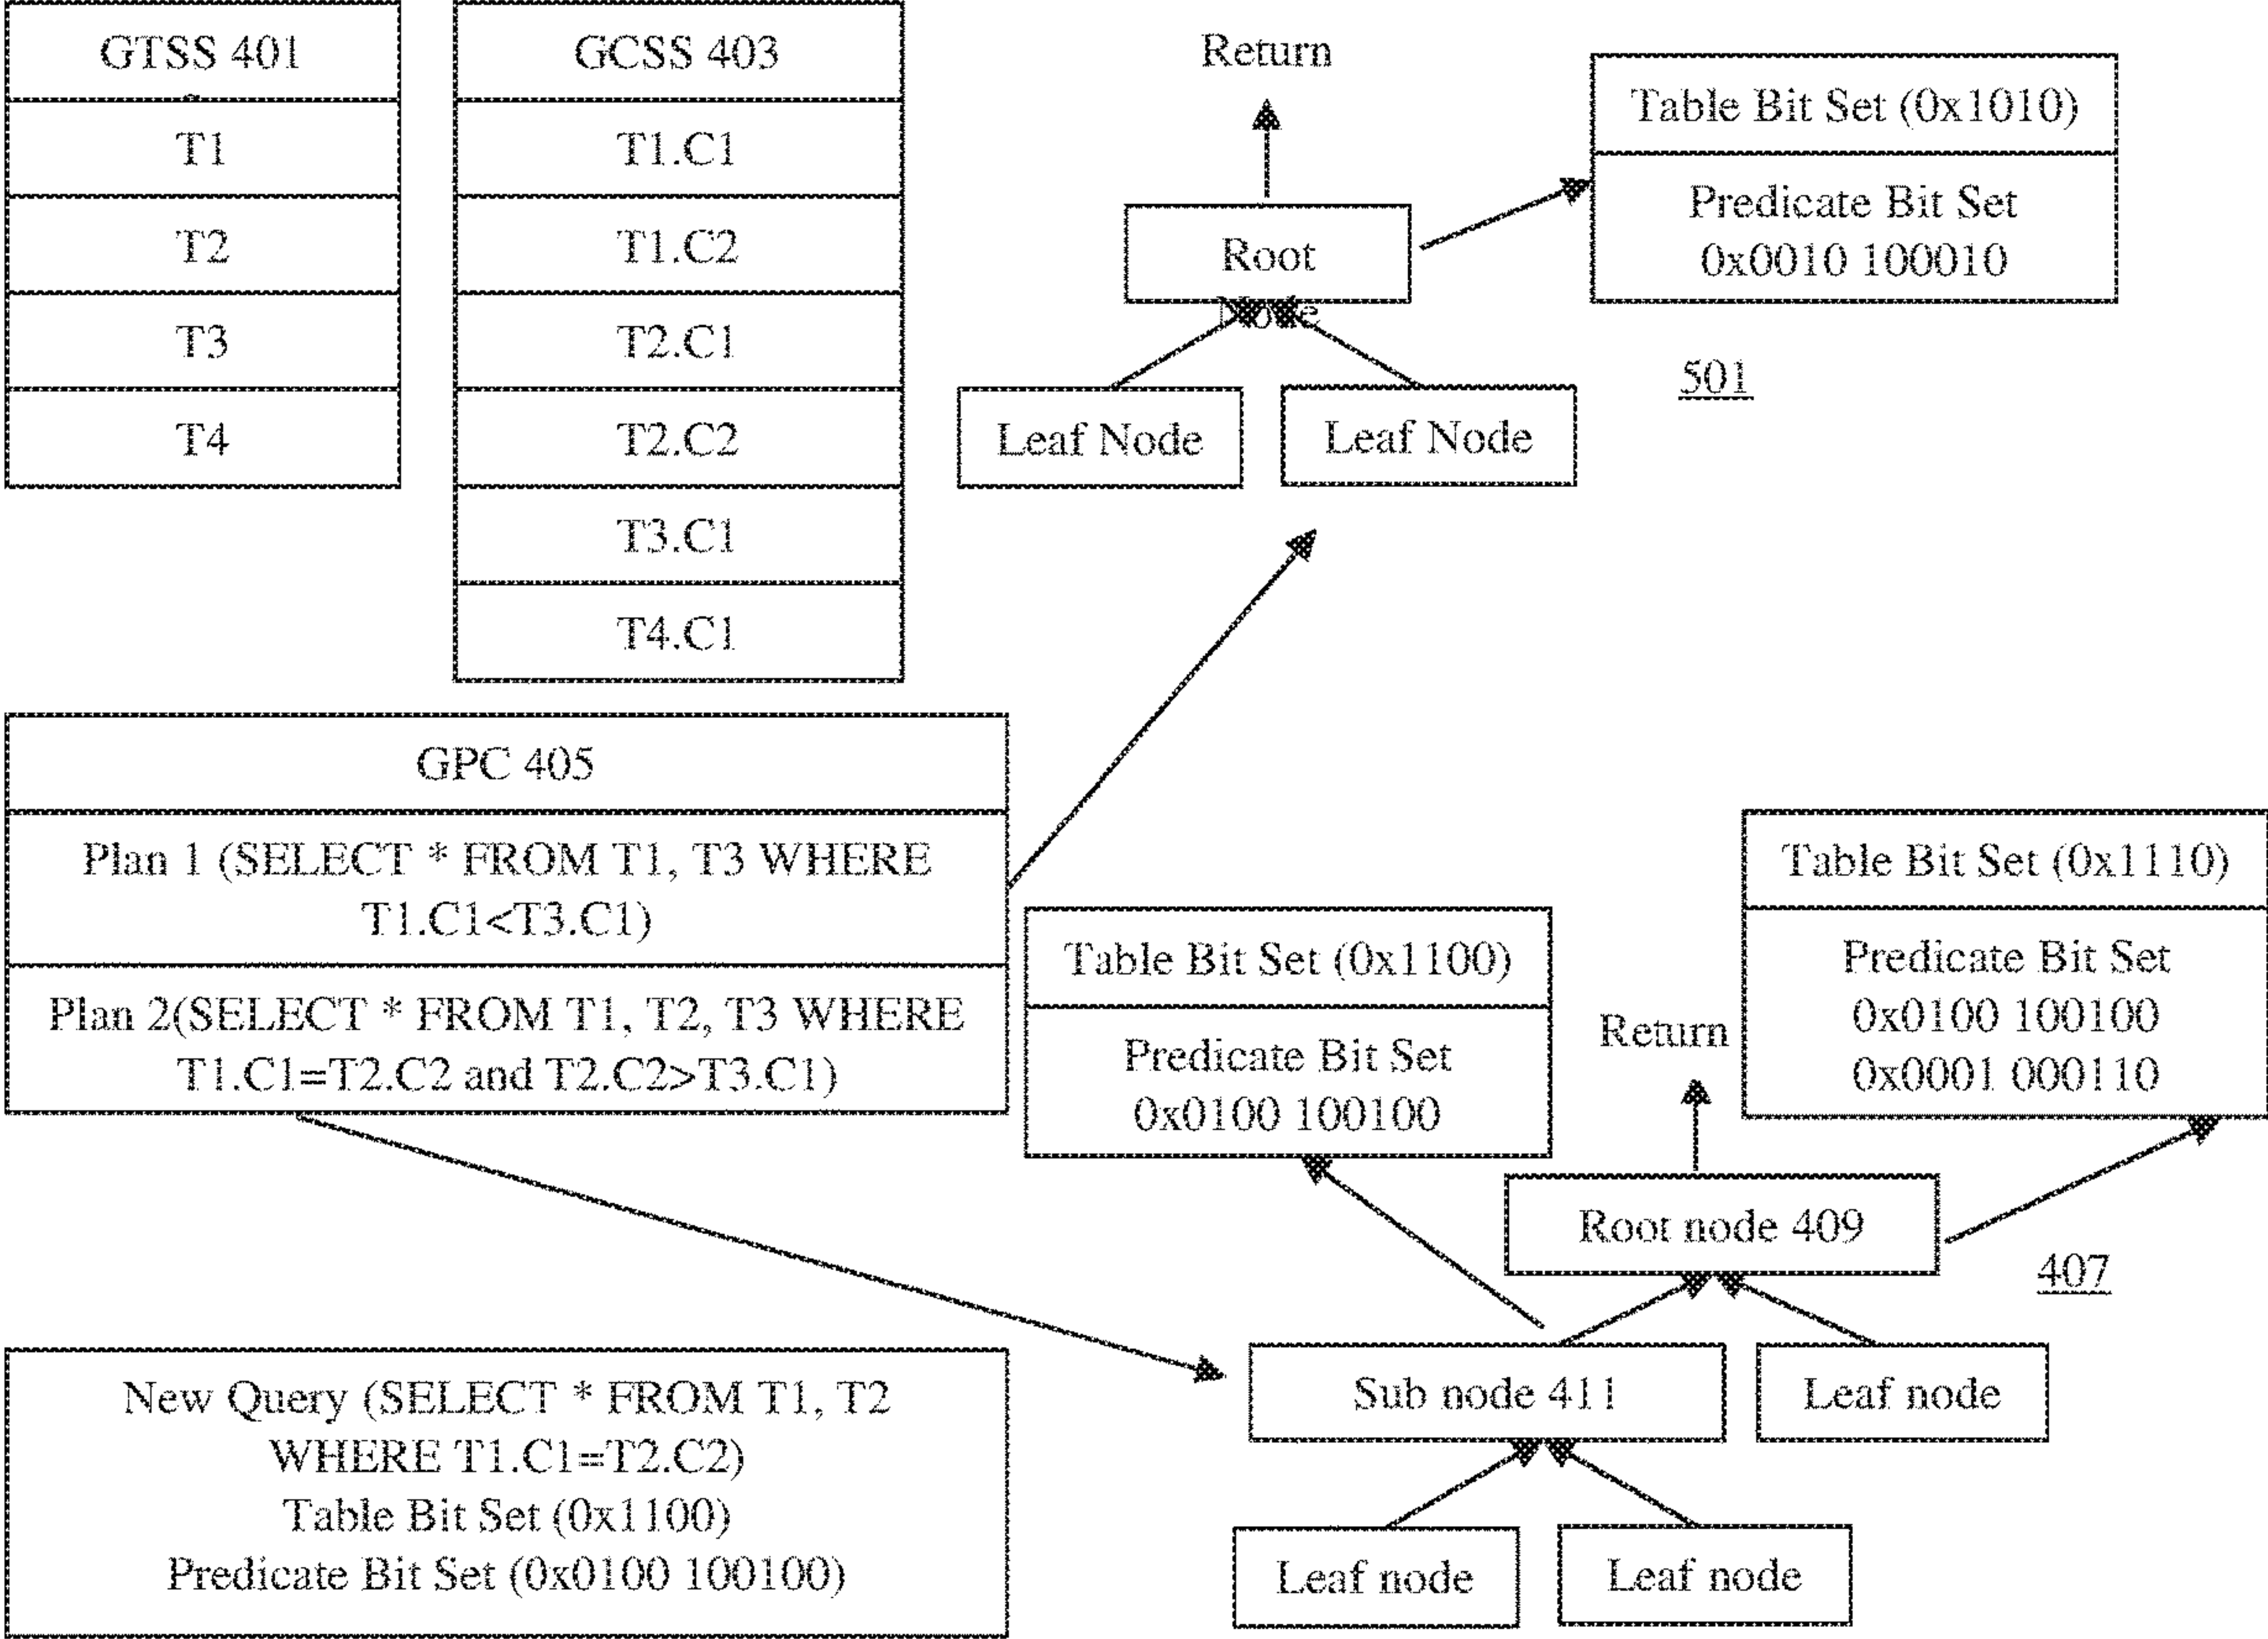 GTSS 401
T1
T2
T3
T4
GCSS 403
T1.C1
T1.C2
T2.C1
T2.C2
T3.C1
T4.C1
Return
Root
Node
Leaf Node
Leaf Node
Table Bit Set (0x1010)
Predicate Bit Set
0x0010 100010
501
GPC 405
Plan 1 (SELECT * FROM T1, T3 WHERE
T1.C1<T3.C1)
Plan 2(SELECT * FROM T1, T2, T3 WHERE
T1.C1=T2.C2 and T2.C2>T3.C1)
Table Bit Set (0x1100)
Predicate Bit Set
0x0100 100100
Return
Table Bit Set (0x1110)
Predicate Bit Set
0x0100 100100
0x0001 000110
Root node 409
407
Sub node 411
Leaf node
Leaf node
Leaf node
New Query (SELECT * FROM T1, T2
WHERE T1.C1=T2.C2)
Table Bit Set (0x1100)
Predicate Bit Set (0x0100 100100)